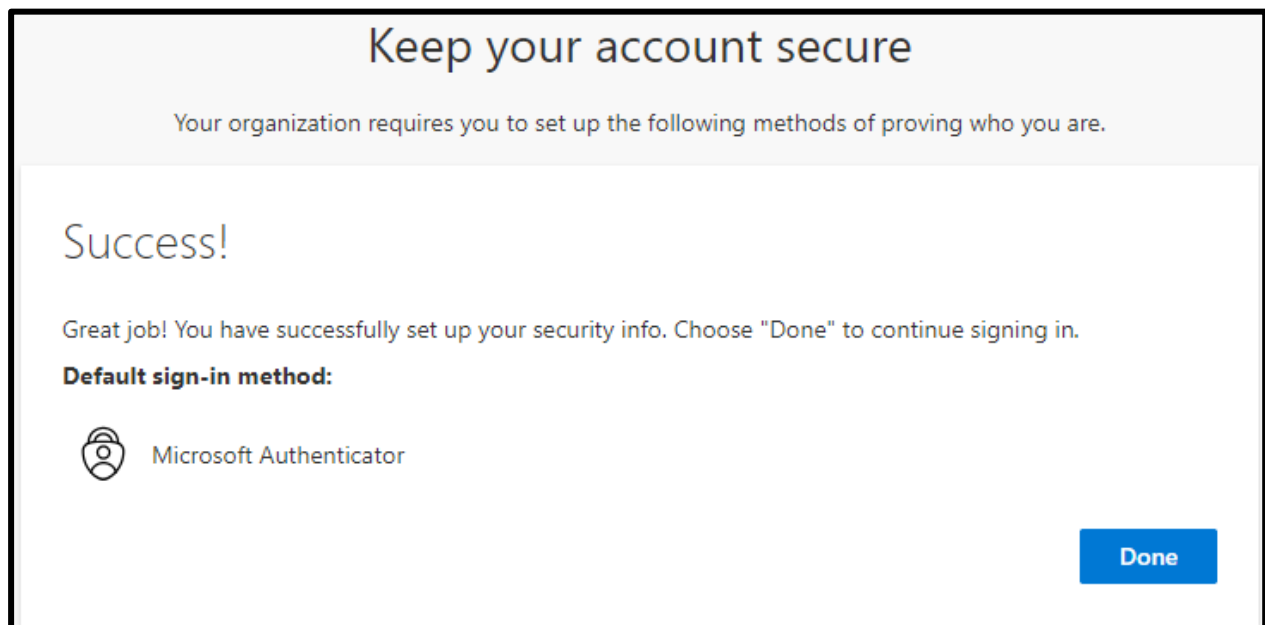 Keep your account secure
Your organization requires you to set up the following methods of proving who you are.
Success!
Great job! You have successfully set up your security info. Choose "Done" to continue signing in.
Default sign-in method:
Microsoft Authenticator
Done